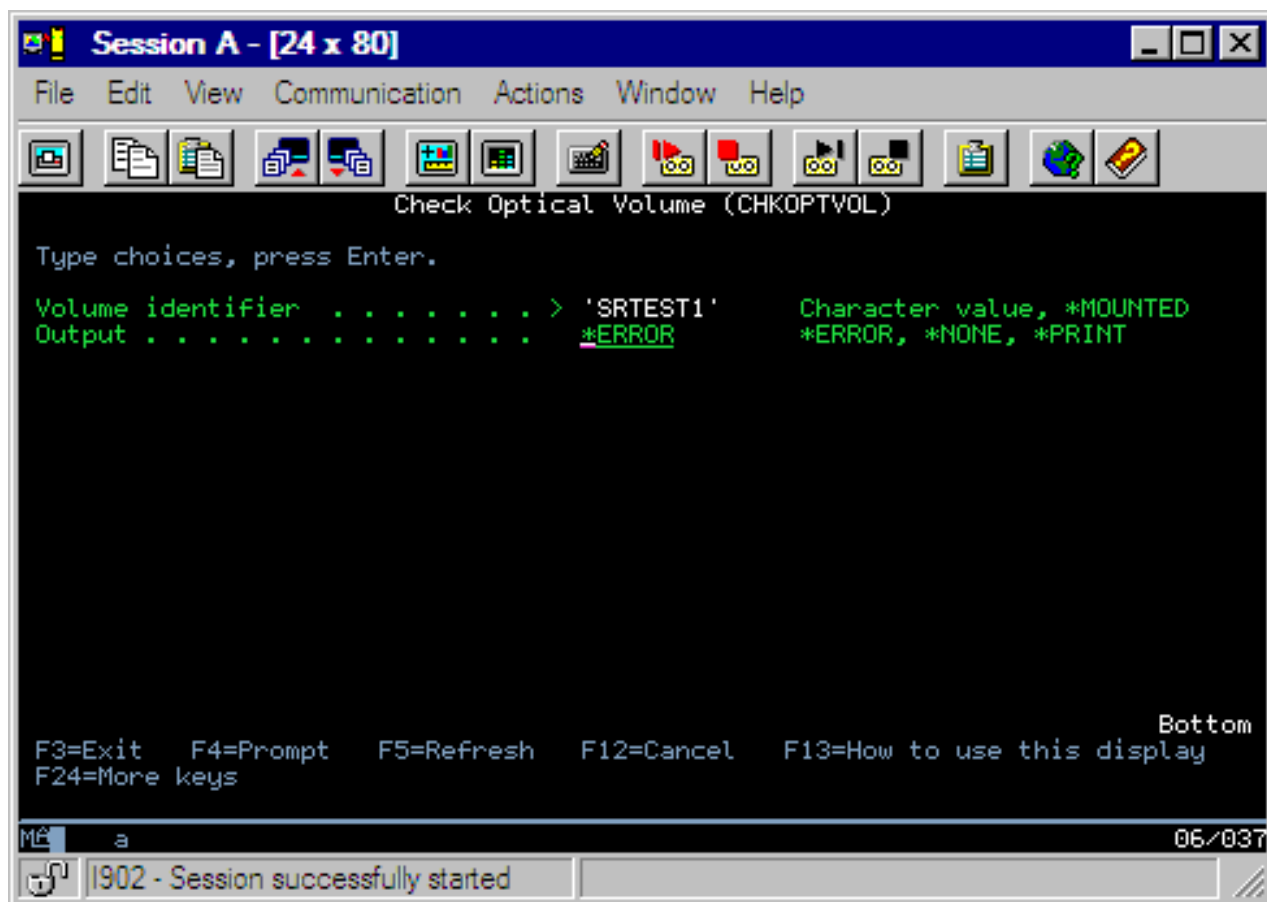 Session A - [24 x 80]
File Edit View Communication Actions Window Help
Check Optical Volume (CHKOPTVOL)
Type choices, press Enter.
Volume identifier . . . . . . . > 'SRTEST1' Character value, *MOUNTED
Output . . . . . . . . . . . . . *ERROR *ERROR, *NONE, *PRINT
Bottom
F3=Exit F4=Prompt F5=Refresh F12=Cancel F13=How to use this display
F24=More keys
a 06/037
I902 - Session successfully started